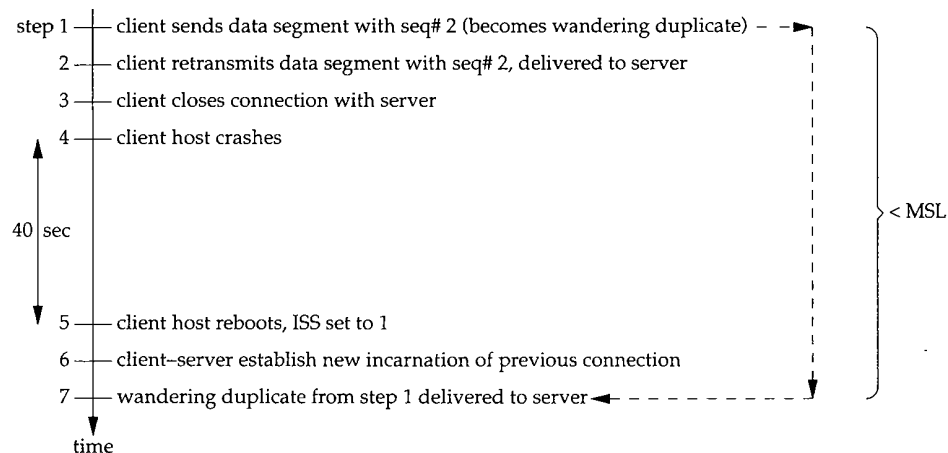 step 1 client sends data segment with seq# 2 (becomes wandering duplicate)
2 client retransmits data segment with seq# 2, delivered to server
3 client closes connection with server
4 client host crashes
40 sec
< MSL
5 client host reboots, ISS set to 1
6 client–server establish new incarnation of previous connection
7 wandering duplicate from step 1 delivered to server
time